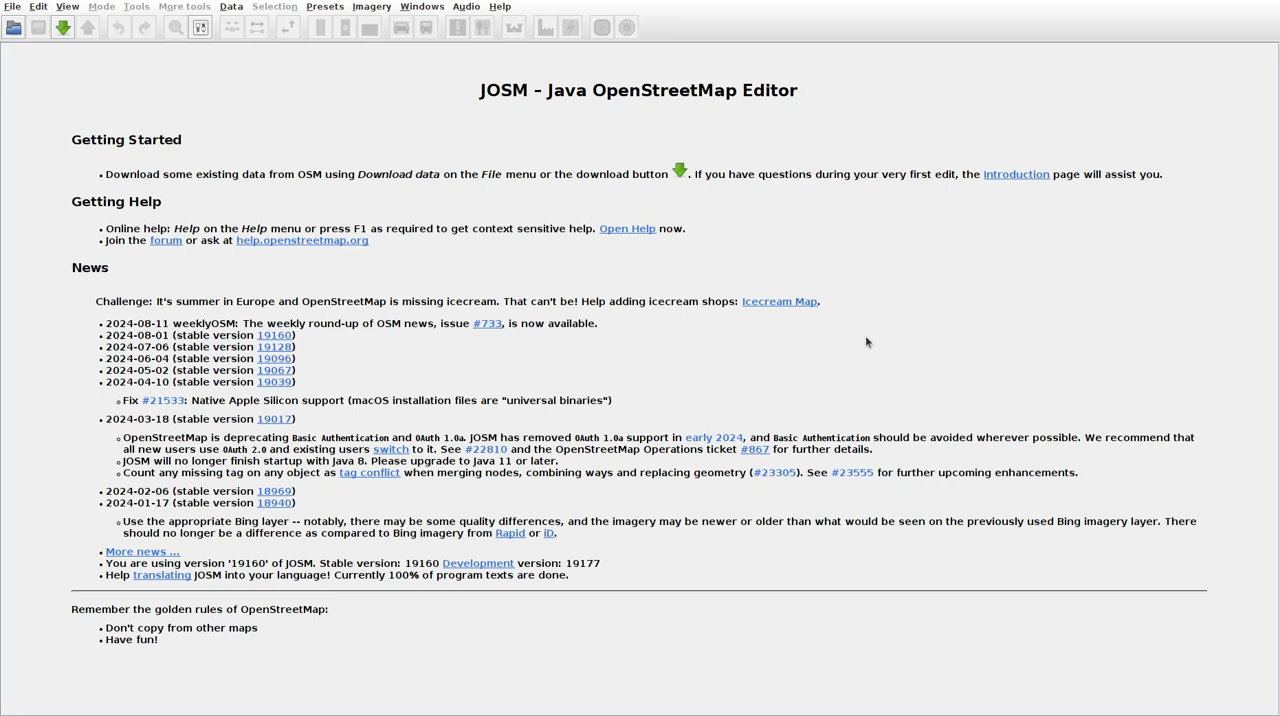 File Edit View Mode Tools More tools Data Selection Presets Imagery Windows Audio Help
JOSM – Java OpenStreetMap Editor
Getting Started
• Download some existing data from OSM using Download data on the File menu or the download button . If you have questions during your very first edit, the Introduction page will assist you.
Getting Help
• Online help: Help on the Help menu or press F1 as required to get context sensitive help. Open Help now.
• Join the forum or ask at help.openstreetmap.org
News
Challenge: It's summer in Europe and OpenStreetMap is missing icecream. That can't be! Help adding icecream shops: Icecream Map.
• 2024-08-11 weeklyOSM: The weekly round-up of OSM news, issue #733, is now available.
• 2024-08-01 (stable version 19160)
• 2024-07-06 (stable version 19128)
• 2024-06-04 (stable version 19096)
• 2024-05-02 (stable version 19067)
• 2024-04-10 (stable version 19039)
◦ Fix #21533: Native Apple Silicon support (macOS installation files are "universal binaries")
• 2024-03-18 (stable version 19017)
◦ OpenStreetMap is deprecating Basic Authentication and OAuth 1.0a. JOSM has removed OAuth 1.0a support in early 2024, and Basic Authentication should be avoided wherever possible. We recommend that
all new users use OAuth 2.0 and existing users switch to it. See #22810 and the OpenStreetMap Operations ticket #867 for further details.
◦ JOSM will no longer finish startup with Java 8. Please upgrade to Java 11 or later.
◦ Count any missing tag on any object as tag conflict when merging nodes, combining ways and replacing geometry (#23305). See #23555 for further upcoming enhancements.
• 2024-02-06 (stable version 18969)
• 2024-01-17 (stable version 18940)
◦ Use the appropriate Bing layer -- notably, there may be some quality differences, and the imagery may be newer or older than what would be seen on the previously used Bing imagery layer. There
should no longer be a difference as compared to Bing imagery from Rapid or iD.
• More news ...
• You are using version '19160' of JOSM. Stable version: 19160 Development version: 19177
• Help translating JOSM into your language! Currently 100% of program texts are done.
Remember the golden rules of OpenStreetMap:
• Don't copy from other maps
• Have fun!